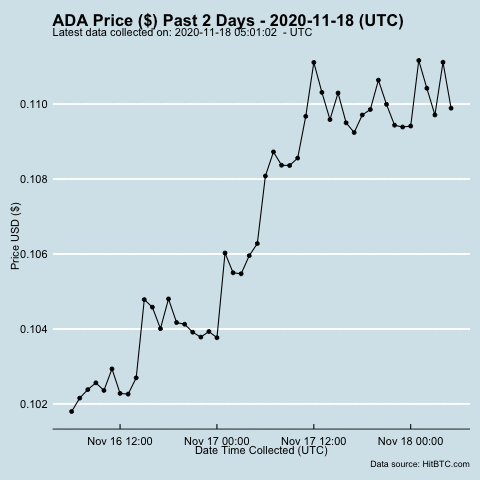 ADA Price ($) Past 2 Days - 2020-11-18 (UTC)
Latest data collected on: 2020-11-18 05:01:02  - UTC
Price USD ($)
0.110
0.108
0.106
0.104
0.102
Nov 16 12:00
Nov 17 00:00
Nov 17 12:00
Nov 18 00:00
Date Time Collected (UTC)
Data source: HitBTC.com